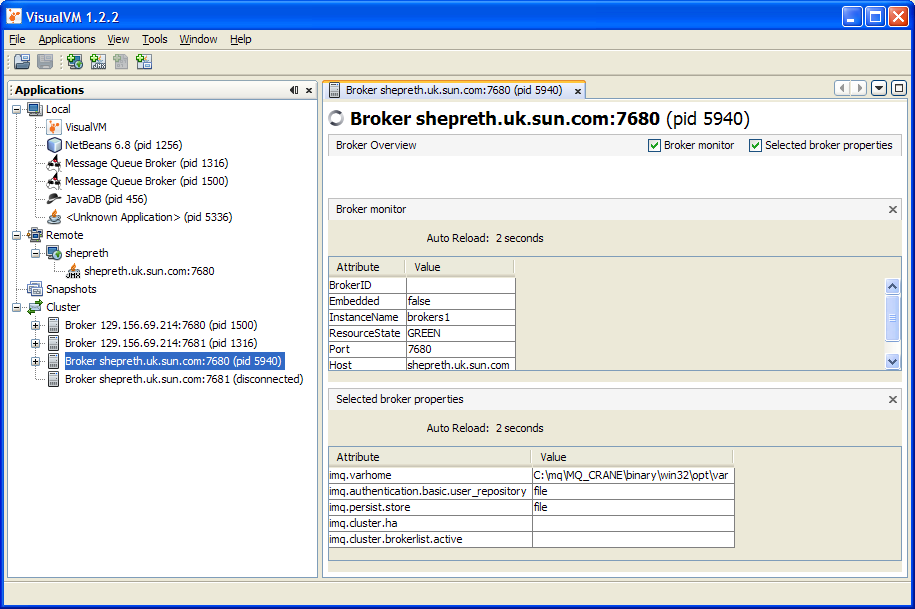 VisualVM 1.2.2
File Applications View Tools Window Help
Applications
Local
VisualVM
NetBeans 6.8 (pid 1256)
Message Queue Broker (pid 1316)
Message Queue Broker (pid 1500)
JavaDB (pid 456)
<Unknown Application> (pid 5336)
Remote
shepreth
shepreth.uk.sun.com:7680
Snapshots
Cluster
Broker 129.156.69.214:7680 (pid 1500)
Broker 129.156.69.214:7681 (pid 1316)
Broker shepreth.uk.sun.com:7680 (pid 5940)
Broker shepreth.uk.sun.com:7681 (disconnected)
Broker shepreth.uk.sun.com:7680 (pid 5940)
Broker shepreth.uk.sun.com:7680 (pid 5940)
Broker Overview Broker monitor Selected broker properties
Broker monitor
Auto Reload: 2 seconds
Attribute Value
BrokerID
Embedded false
InstanceName brokers1
ResourceState GREEN
Port 7680
Host shepreth.uk.sun.com
Selected broker properties
Auto Reload: 2 seconds
Attribute Value
imq.varhome C:\mq\MQ_CRANE\binary\win32\opt\var
imq.authentication.basic.user_repository file
imq.persist.store file
imq.cluster.ha
imq.cluster.brokerlist.active